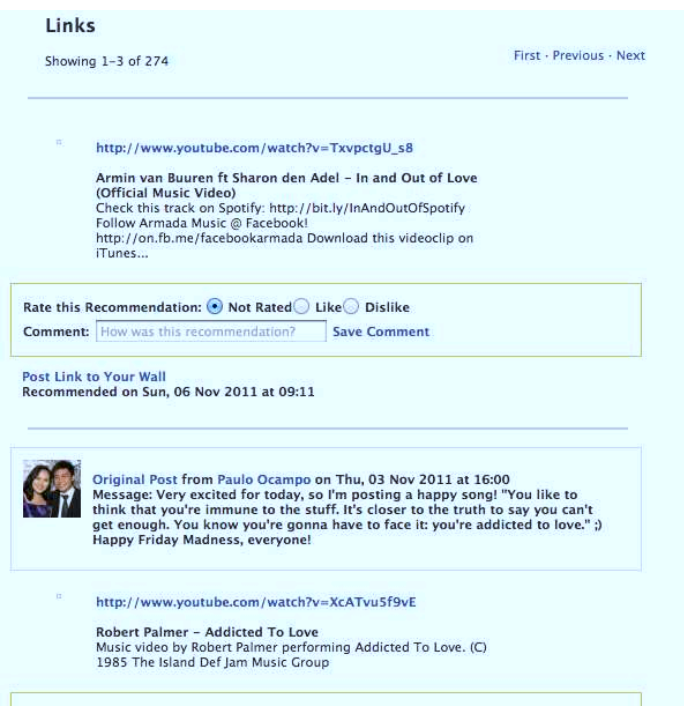 Links
Showing 1-3 of 274
First · Previous · Next
http://www.youtube.com/watch?v=TxvpctgU_s8
Armin van Buuren ft Sharon den Adel - In and Out of Love
(Official Music Video)
Check this track on Spotify: http://bit.ly/InAndOutOfSpotify
Follow Armada Music @ Facebook!
http://on.fb.me/facebookarmada Download this videoclip on
iTunes...
Rate this Recommendation: Not Rated Like Dislike
Comment: How was this recommendation? Save Comment
Post Link to Your Wall
Recommended on Sun, 06 Nov 2011 at 09:11
Original Post from Paulo Ocampo on Thu, 03 Nov 2011 at 16:00
Message: Very excited for today, so I'm posting a happy song! "You like to
think that you're immune to the stuff. It's closer to the truth to say you can't
get enough. You know you're gonna have to face it: you're addicted to love." ;)
Happy Friday Madness, everyone!
http://www.youtube.com/watch?v=XcATvu5f9vE
Robert Palmer - Addicted To Love
Music video by Robert Palmer performing Addicted To Love. (C)
1985 The Island Def Jam Music Group